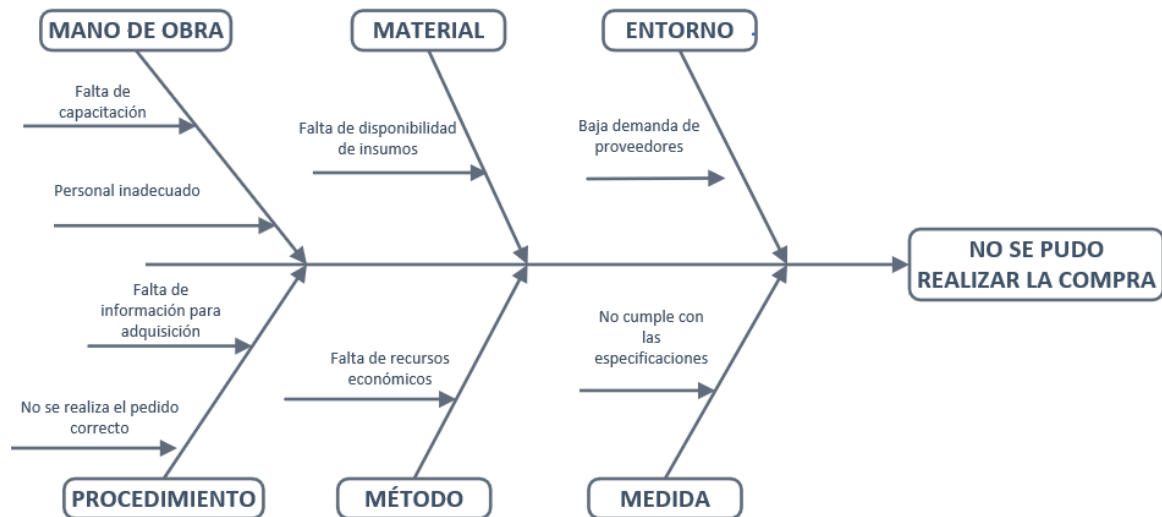 MANO DE OBRA
MATERIAL
ENTORNO
Falta de
capacitación
Personal inadecuado
Falta de disponibilidad
de insumos
Baja demanda de
proveedores
NO SE PUDO
REALIZAR LA COMPRA
Falta de
información para
adquisición
No se realiza el pedido
correcto
Falta de recursos
económicos
No cumple con
las
especificaciones
PROCEDIMIENTO
MÉTODO
MEDIDA